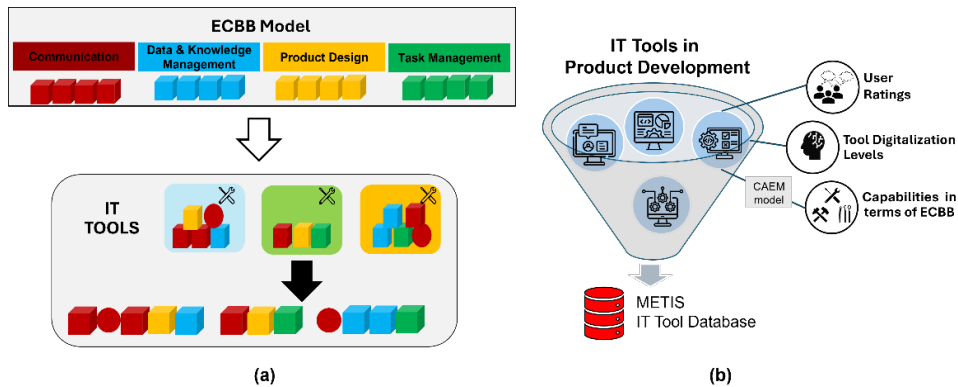 ECBB Model
Communication
Data & Knowledge
Management
Product Design
Task Management
IT
TOOLS
(a)
IT Tools in
Product Development
User
Ratings
Tool Digitalization
Levels
CAEM
model
Capabilities in
terms of ECBB
METIS
IT Tool Database
(b)